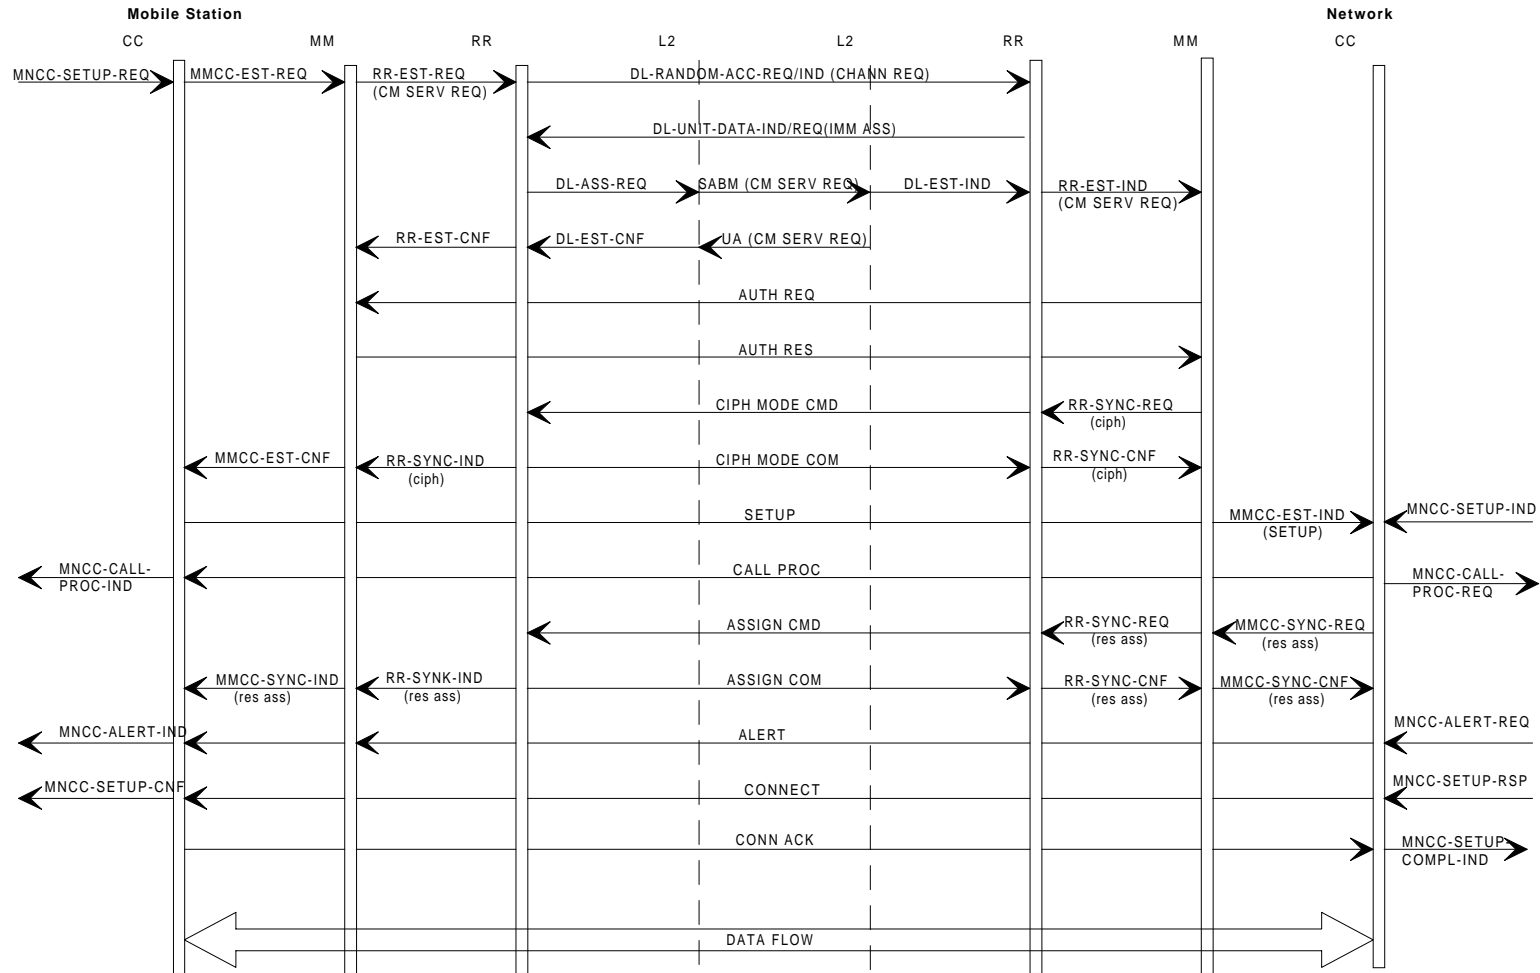 Mobile Station
Network
CC
MM
RR
L2
L2
RR
MM
CC
MNCC-SETUP-REQ
MMCC-EST-REQ
RR-EST-REQ
(CM SERV REQ)
DL-RANDOM-ACC-REQ/IND (CHANN REQ)
DL-UNIT-DATA-IND/REQ(IMM ASS)
DL-ASS-REQ
SABM (CM SERV REQ)
DL-EST-IND
RR-EST-IND
(CM SERV REQ)
RR-EST-CNF
DL-EST-CNF
UA (CM SERV REQ)
AUTH REQ
AUTH RES
CIPH MODE CMD
RR-SYNC-REQ
(ciph)
MMCC-EST-CNF
RR-SYNC-IND
(ciph)
CIPH MODE COM
RR-SYNC-CNF
(ciph)
SETUP
MMCC-EST-IND
(SETUP)
MNCC-SETUP-IND
MNCC-CALL-
PROC-IND
CALL PROC
MNCC-CALL-
PROC-REQ
ASSIGN CMD
RR-SYNC-REQ
(res ass)
MMCC-SYNC-REQ
(res ass)
MMCC-SYNC-IND
(res ass)
RR-SYNK-IND
(res ass)
ASSIGN COM
RR-SYNC-CNF
(res ass)
MMCC-SYNC-CNF
(res ass)
MNCC-ALERT-IND
ALERT
MNCC-ALERT-REQ
MNCC-SETUP-CNF
CONNECT
MNCC-SETUP-RSP
CONN ACK
MNCC-SETUP-
COMPL-IND
DATA FLOW